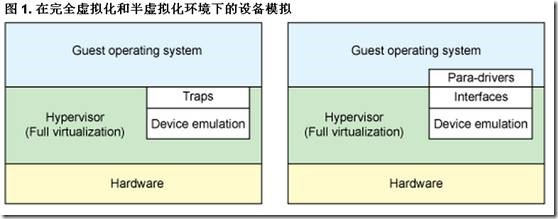 图 1. 在完全虚拟化和半虚拟化环境下的设备模拟
Guest operating system
Traps
Hypervisor
(Full virtualization)
Device emulation
Hardware
Guest operating system
Para-drivers
Interfaces
Hypervisor
(Full virtualization)
Device emulation
Hardware